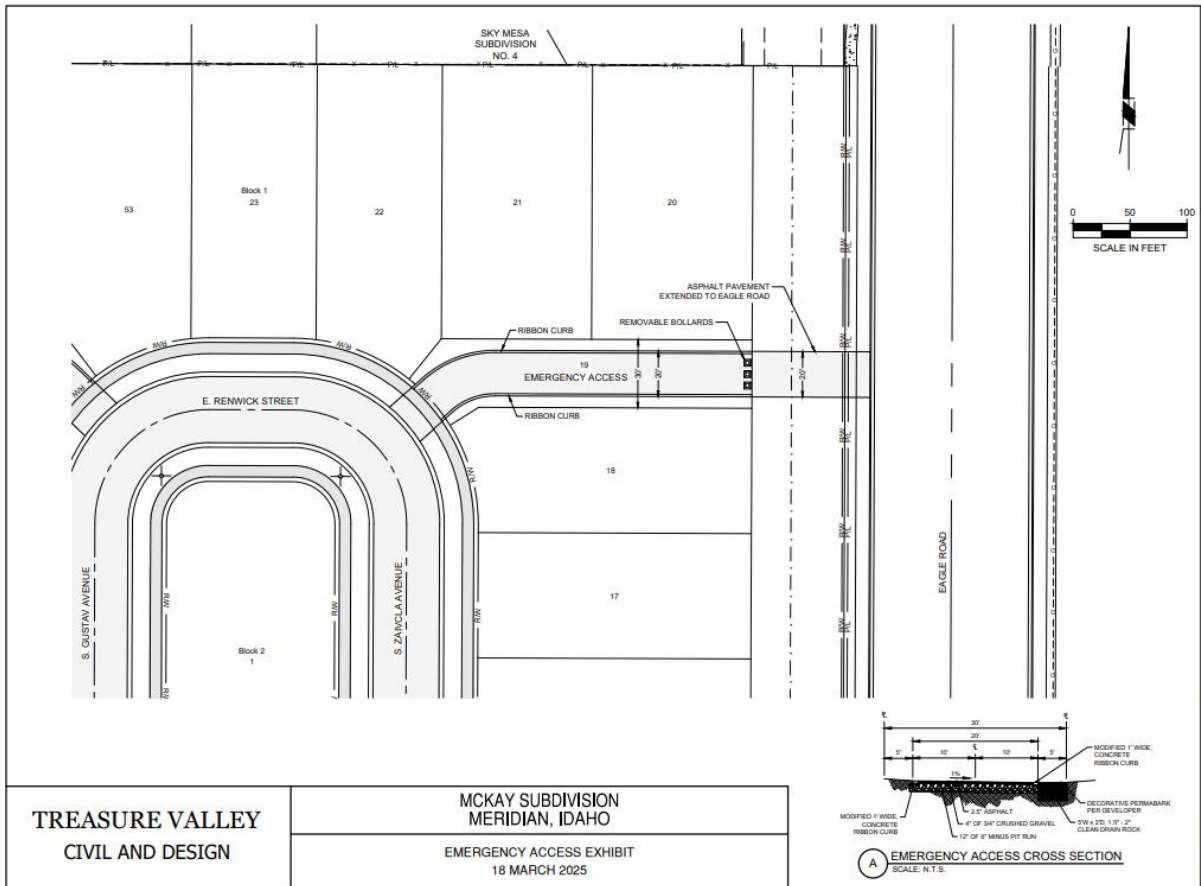 SKY MESA
SUBDIVISION
NO. 4
P/L
P/L
P/L
P/L
P/L
P/L
P/L
R/W
P/L
R/W
P/L
R/W
P/L
R/W
P/L
R/W
P/L
R/W
P/L
0 50 100
SCALE IN FEET
53
Block 1
23
22
21
20
ASPHALT PAVEMENT
EXTENDED TO EAGLE ROAD
REMOVABLE BOLLARDS
RIBBON CURB
19
EMERGENCY ACCESS
30'
20'
20'
RIBBON CURB
R/W
R/W
R/W
R/W
R/W
R/W
E. RENWICK STREET
18
17
S. GUSTAV AVENUE
S. ZAIVCLA AVENUE
R/W
R/W
R/W
EAGLE ROAD
Block 2
1
30'
20'
5' 10' 10' 5'
1%
MODIFIED 1' WIDE,
CONCRETE
RIBBON CURB
DECORATIVE PERMABARK
PER DEVELOPER
5'W x 2'D, 1.5" - 2"
CLEAN DRAIN ROCK
2.5" ASPHALT
4" OF 3/4" CRUSHED GRAVEL
12" OF 6" MINUS PIT RUN
MODIFIED 1' WIDE,
CONCRETE
RIBBON CURB
A EMERGENCY ACCESS CROSS SECTION
SCALE: N.T.S.
TREASURE VALLEY
CIVIL AND DESIGN
MCKAY SUBDIVISION
MERIDIAN, IDAHO
EMERGENCY ACCESS EXHIBIT
18 MARCH 2025